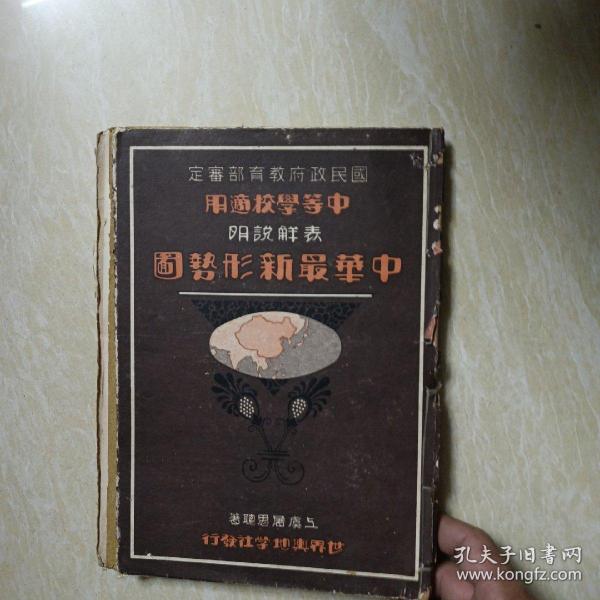 國民政府教育部審定
中等學校適用
表解說明
中華最新形勢圖
上虞屠思聰著
世界輿地學社發行
孔夫子旧书网
www.kongfz.com